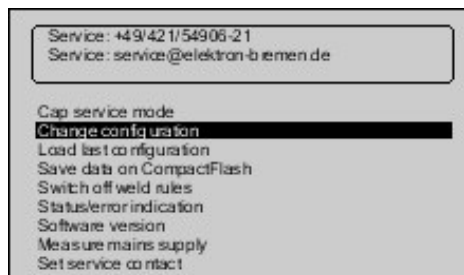 Service: +49/421/54906-21
Service: service@elektron-bremen.de
Cap service mode
Change configuration
Load last configuration
Save data on CompactFlash
Switch off weld rules
Status/error indication
Software version
Measure mains supply
Set service contact